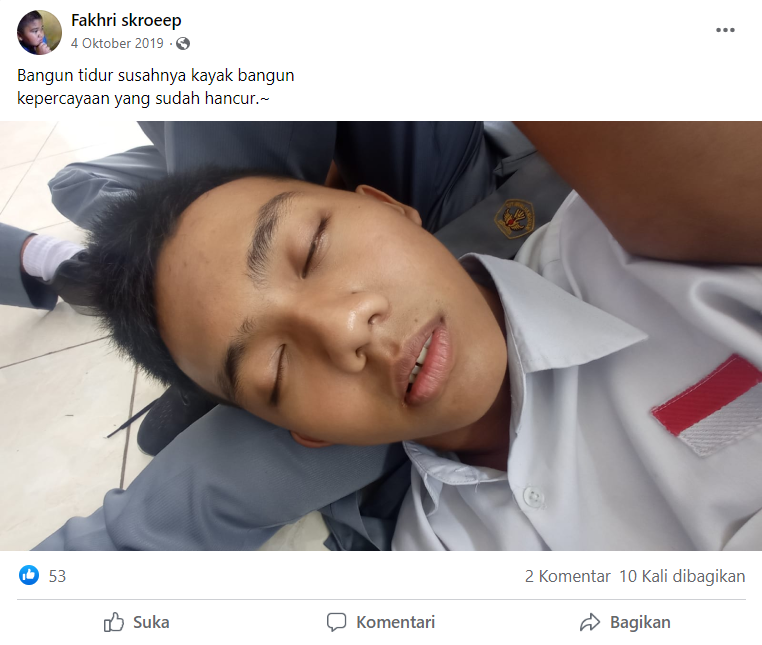 Fakhri skroeep
4 Oktober 2019 ·
Bangun tidur susahnya kayak bangun
kepercayaan yang sudah hancur.~
53
2 Komentar 10 Kali dibagikan
Suka Komentari Bagikan